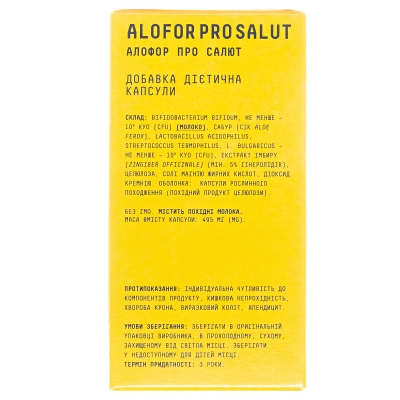 ALOFOR PRO SALUT
АЛОФОР ПРО САЛЮТ
ДОБАВКА ДІЄТИЧНА
КАПСУЛИ
СКЛАД: BIFIDOBACTERIUM BIFIDUM, НЕ МЕНШЕ –
10⁹ КУО (CFU) (МОЛОКО), САБУР (СІК ALOE
FEROX), LACTOBACILLUS ACIDOPHILUS,
STREPTOCOCCUS TERMOPHILUS, L. BULGARICUS –
НЕ МЕНШЕ – 10⁹ КУО (CFU), ЕКСТРАКТ ІМБИРУ
(ZINGIBER OFFICINALE) (МІН. 5% ГІНГЕРОЛІДІВ),
ЦЕЛЮЛОЗА, СОЛІ МАГНІЮ ЖИРНИХ КИСЛОТ, ДІОКСИД
КРЕМНІЮ. ОБОЛОНКА: КАПСУЛИ РОСЛИННОГО
ПОХОДЖЕННЯ (ПОХІДНИЙ ПРОДУКТ ЦЕЛЮЛОЗИ).
БЕЗ ГМО. МІСТИТЬ ПОХІДНІ МОЛОКА.
МАСА ВМІСТУ КАПСУЛИ: 495 МГ (MG).
ПРОТИПОКАЗАННЯ: ІНДИВІДУАЛЬНА ЧУТЛИВІСТЬ ДО
КОМПОНЕНТІВ ПРОДУКТУ, КИШКОВА НЕПРОХІДНІСТЬ,
ХВОРОБА КРОНА, ВИРАЗКОВИЙ КОЛІТ, АПЕНДИЦИТ.
УМОВИ ЗБЕРІГАННЯ: ЗБЕРІГАТИ В ОРИГІНАЛЬНІЙ
УПАКОВЦІ ВИРОБНИКА, В ПРОХОЛОДНОМУ, СУХОМУ,
ЗАХИЩЕНОМУ ВІД СВІТЛА МІСЦІ. ЗБЕРІГАТИ
У НЕДОСТУПНОМУ ДЛЯ ДІТЕЙ МІСЦІ.
ТЕРМІН ПРИДАТНОСТІ: 3 РОКИ.